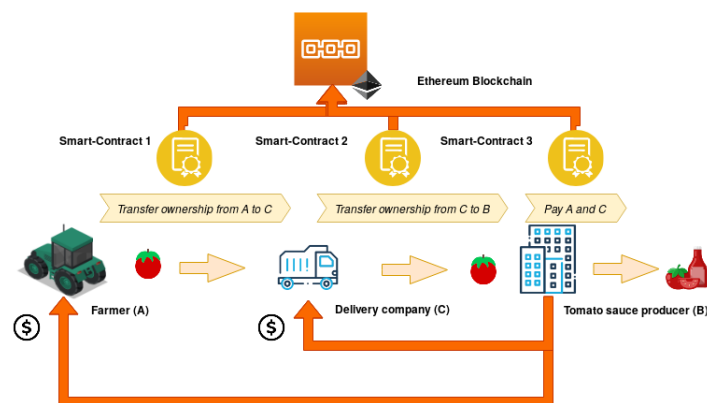 Ethereum Blockchain
Smart-Contract 1
Smart-Contract 2
Smart-Contract 3
Transfer ownership from A to C
Transfer ownership from C to B
Pay A and C
Farmer (A)
Delivery company (C)
Tomato sauce producer (B)
$
$